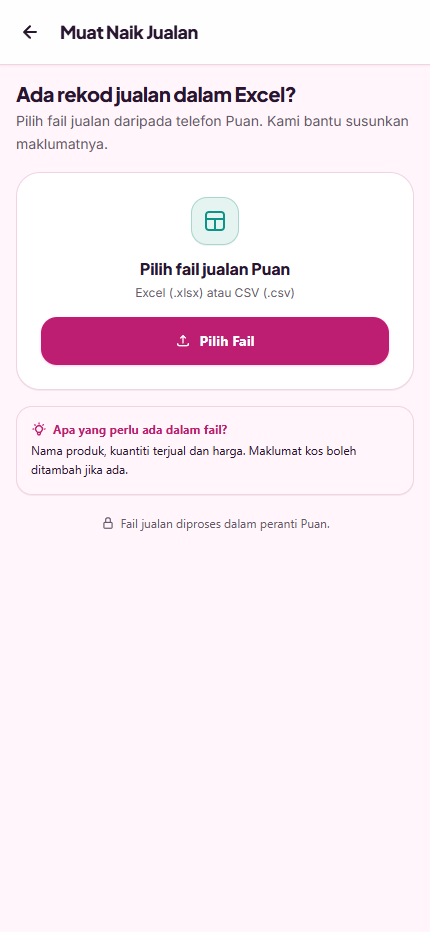 Muat Naik Jualan
Ada rekod jualan dalam Excel?
Pilih fail jualan daripada telefon Puan. Kami bantu susunkan
maklumatnya.
Pilih fail jualan Puan
Excel (.xlsx) atau CSV (.csv)
Pilih Fail
Apa yang perlu ada dalam fail?
Nama produk, kuantiti terjual dan harga. Maklumat kos boleh
ditambah jika ada.
Fail jualan diproses dalam peranti Puan.